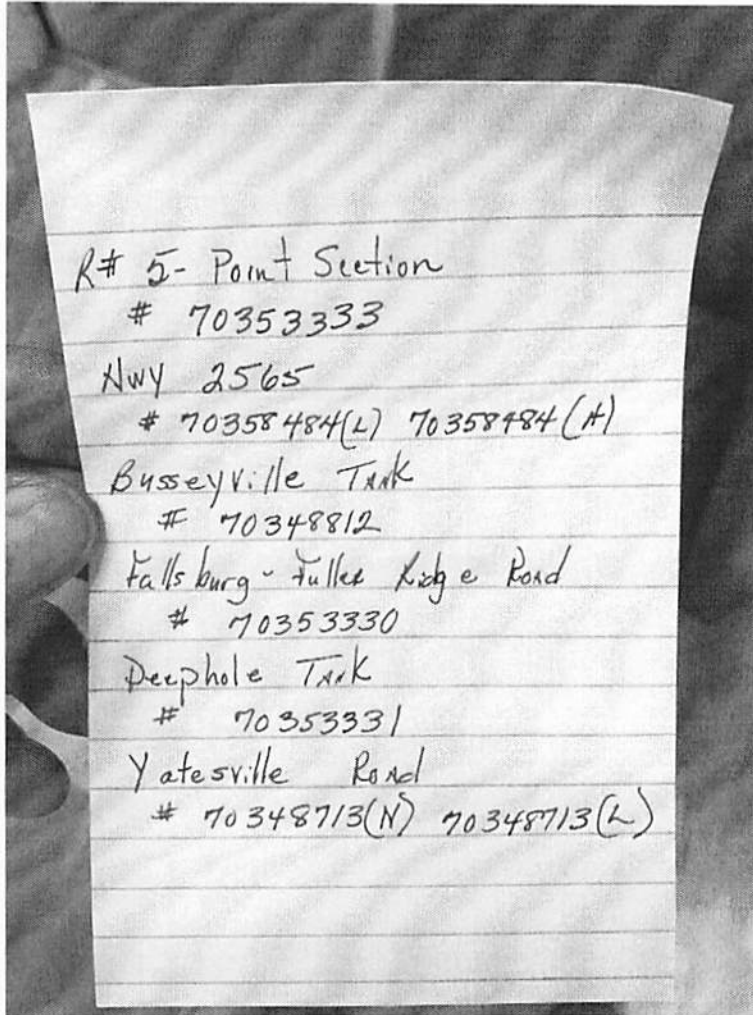 R# 5- Point Section
# 70353333
Hwy 2565
# 70358484(L) 70358484(H)
Busseyville Tank
# 70348812
Fallsburg - Fuller Ridge Road
# 70353330
Deephole Tank
# 70353331
Yatesville Road
# 70348713(H) 70348713(L)